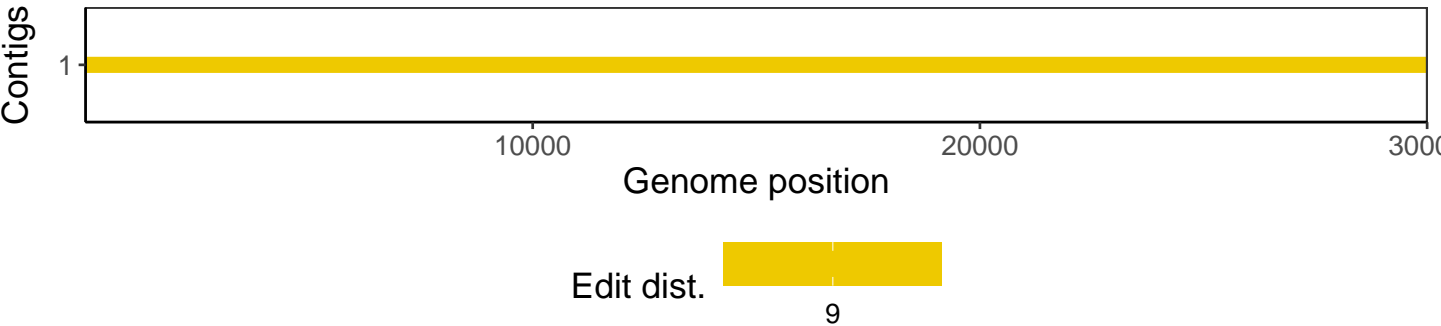 Contigs
1
10000 20000 3000
Genome position
Edit dist.
9